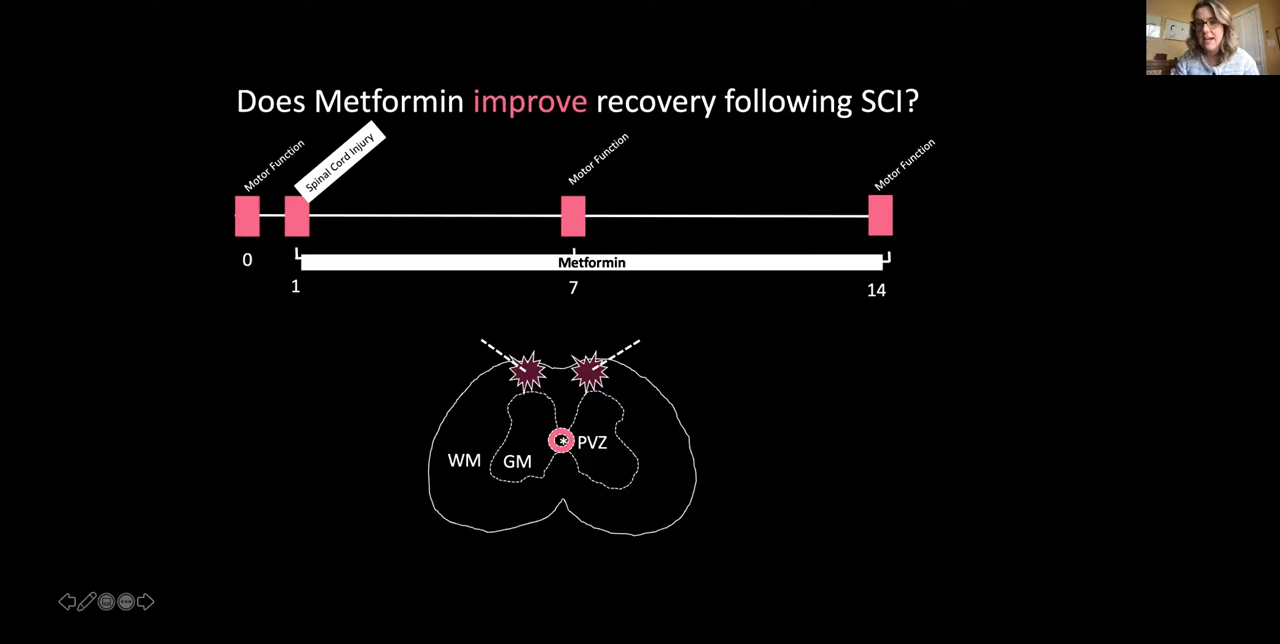 Does Metformin improve recovery following SCI?
Motor Function
Spinal Cord Injury
Motor Function
Motor Function
0
Metformin
1
7
14
WM
GM
*
PVZ